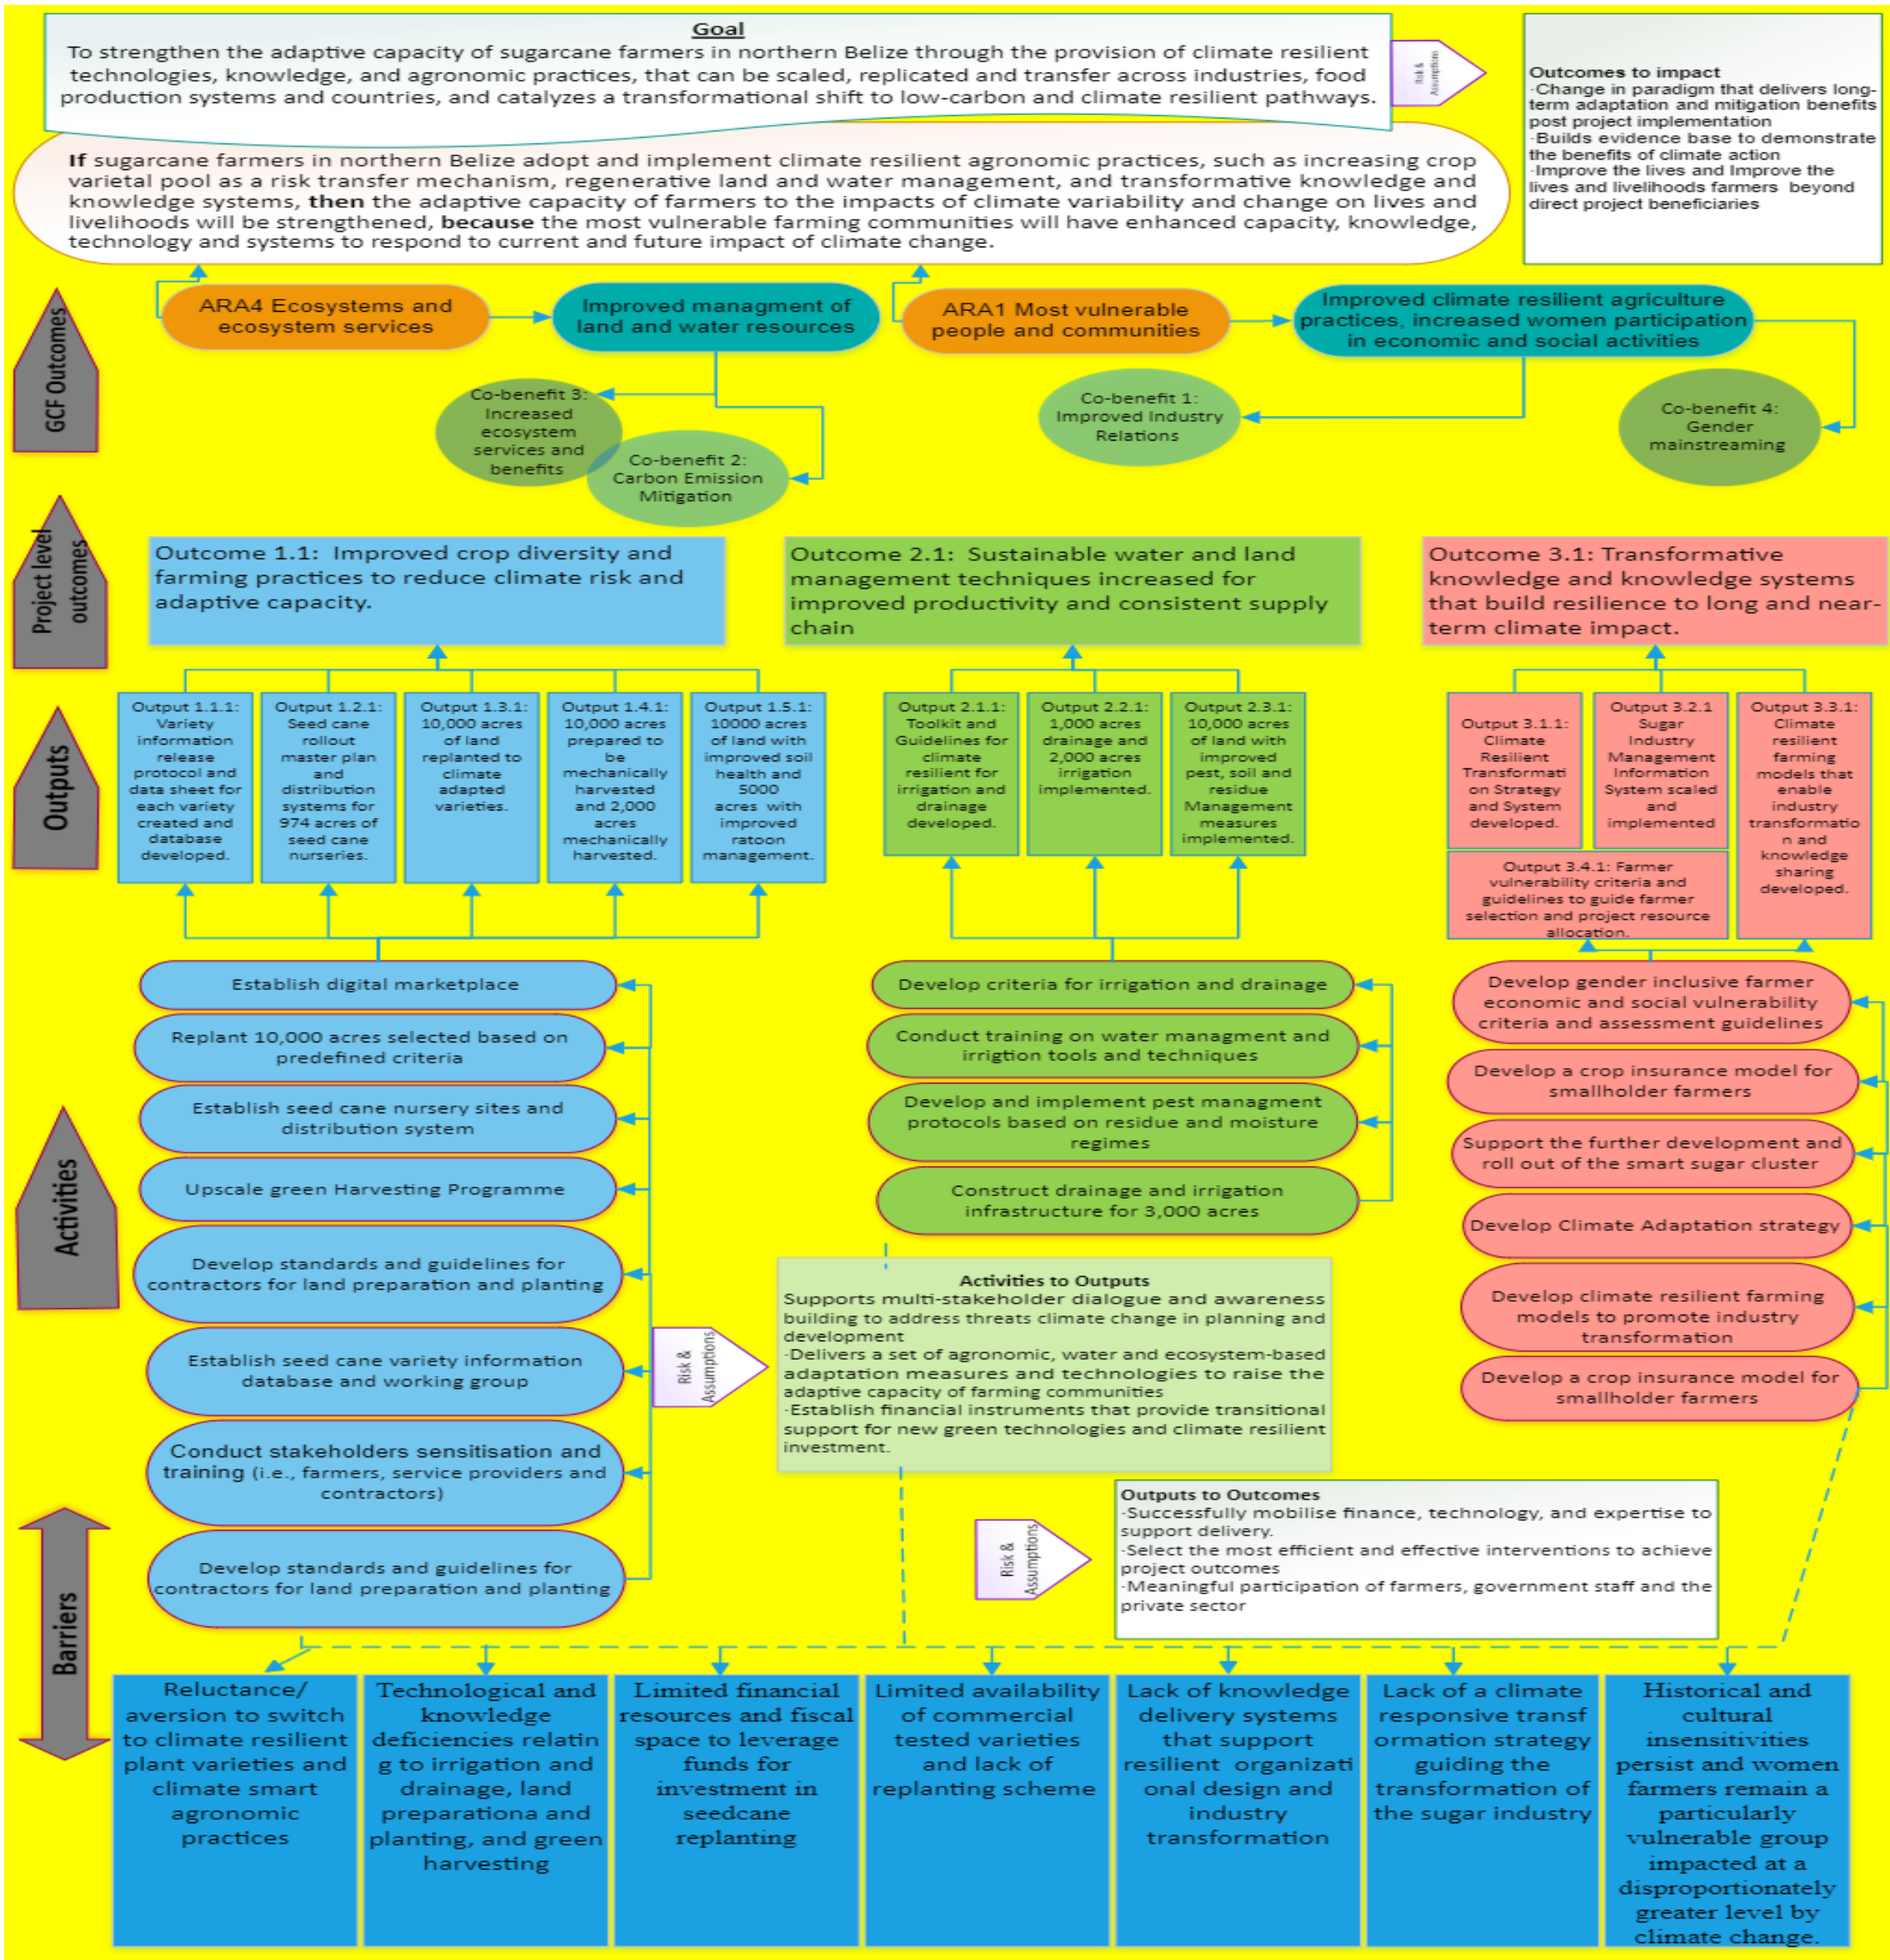 Goal
To strengthen the adaptive capacity of sugarcane farmers in northern Belize through the provision of climate resilient
technologies, knowledge, and agronomic practices, that can be scaled, replicated and transfer across industries, food
production systems and countries, and catalyzes a transformational shift to low-carbon and climate resilient pathways.
Risk &
Assumptions
Outcomes to impact
·Change in paradigm that delivers long-
term adaptation and mitigation benefits
post project implementation
·Builds evidence base to demonstrate
the benefits of climate action
·Improve the lives and Improve the
lives and livelihoods farmers beyond
direct project beneficiaries
If sugarcane farmers in northern Belize adopt and implement climate resilient agronomic practices, such as increasing crop
varietal pool as a risk transfer mechanism, regenerative land and water management, and transformative knowledge and
knowledge systems, then the adaptive capacity of farmers to the impacts of climate variability and change on lives and
livelihoods will be strengthened, because the most vulnerable farming communities will have enhanced capacity, knowledge,
technology and systems to respond to current and future impact of climate change.
GCF Outcomes
ARA4 Ecosystems and
ecosystem services
Improved managment of
land and water resources
ARA1 Most vulnerable
people and communities
Improved climate resilient agriculture
practices, increased women participation
in economic and social activities
Co-benefit 3:
Increased
ecosystem
services and
benefits
Co-benefit 2:
Carbon Emission
Mitigation
Co-benefit 1:
Improved Industry
Relations
Co-benefit 4:
Gender
mainstreaming
Project level
outcomes
Outcome 1.1: Improved crop diversity and
farming practices to reduce climate risk and
adaptive capacity.
Outcome 2.1: Sustainable water and land
management techniques increased for
improved productivity and consistent supply
chain
Outcome 3.1: Transformative
knowledge and knowledge systems
that build resilience to long and near-
term climate impact.
Outputs
Output 1.1.1:
Variety
information
release
protocol and
data sheet for
each variety
created and
database
developed.
Output 1.2.1:
Seed cane
rollout
master plan
and
distribution
systems for
974 acres of
seed cane
nurseries.
Output 1.3.1:
10,000 acres
of land
replanted to
climate
adapted
varieties.
Output 1.4.1:
10,000 acres
prepared to
be
mechanically
harvested
and 2,000
acres
mechanically
harvested.
Output 1.5.1:
10000 acres
of land with
improved soil
health and
5000
acres with
improved
ratoon
management.
Output 2.1.1:
Toolkit and
Guidelines for
climate
resilient for
irrigation and
drainage
developed.
Output 2.2.1:
1,000 acres
drainage and
2,000 acres
irrigation
implemented.
Output 2.3.1:
10,000 acres
of land with
improved
pest, soil and
residue
Management
measures
implemented.
Output 3.1.1:
Climate
Resilient
Transformati
on Strategy
and System
developed.
Output 3.2.1
Sugar
Industry
Management
Information
System scaled
and
implemented
Output 3.3.1:
Climate
resilient
farming
models that
enable
industry
transformatio
n and
knowledge
sharing
developed.
Output 3.4.1: Farmer
vulnerability criteria and
guidelines to guide farmer
selection and project resource
allocation.
Activities
Establish digital marketplace
Replant 10,000 acres selected based on
predefined criteria
Establish seed cane nursery sites and
distribution system
Upscale green Harvesting Programme
Develop standards and guidelines for
contractors for land preparation and planting
Establish seed cane variety information
database and working group
Conduct stakeholders sensitisation and
training (i.e., farmers, service providers and
contractors)
Develop standards and guidelines for
contractors for land preparation and planting
Develop criteria for irrigation and drainage
Conduct training on water managment and
irrigtion tools and techniques
Develop and implement pest managment
protocols based on residue and moisture
regimes
Construct drainage and irrigation
infrastructure for 3,000 acres
Develop gender inclusive farmer
economic and social vulnerability
criteria and assessment guidelines
Develop a crop insurance model for
smallholder farmers
Support the further development and
roll out of the smart sugar cluster
Develop Climate Adaptation strategy
Develop climate resilient farming
models to promote industry
transformation
Develop a crop insurance model for
smallholder farmers
Risk &
Assumptions
Activities to Outputs
Supports multi-stakeholder dialogue and awareness
building to address threats climate change in planning and
development
·Delivers a set of agronomic, water and ecosystem-based
adaptation measures and technologies to raise the
adaptive capacity of farming communities
·Establish financial instruments that provide transitional
support for new green technologies and climate resilient
investment.
Risk &
Assumptions
Outputs to Outcomes
·Successfully mobilise finance, technology, and expertise to
support delivery.
·Select the most efficient and effective interventions to achieve
project outcomes
·Meaningful participation of farmers, government staff and the
private sector
Barriers
Reluctance/
aversion to switch
to climate resilient
plant varieties and
climate smart
agronomic
practices
Technological and
knowledge
deficiencies relatin
g to irrigation and
drainage, land
preparationa and
planting, and green
harvesting
Limited financial
resources and fiscal
space to leverage
funds for
investment in
seedcane
replanting
Limited availability
of commercial
tested varieties
and lack of
replanting scheme
Lack of knowledge
delivery systems
that support
resilient organizati
onal design and
industry
transformation
Lack of a climate
responsive transf
ormation strategy
guiding the
transformation of
the sugar industry
Historical and
cultural
insensitivities
persist and women
farmers remain a
particularly
vulnerable group
impacted at a
disproportionately
greater level by
climate change.